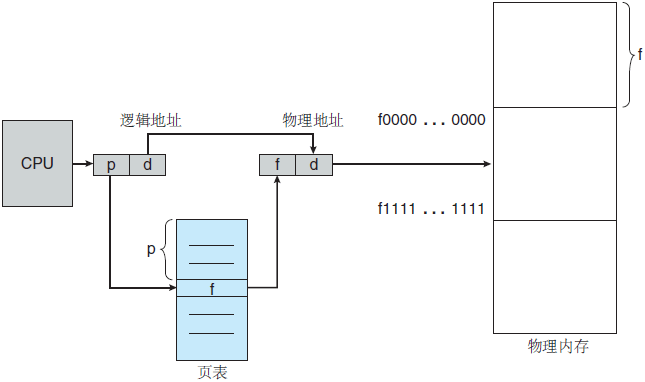 f
逻辑地址
物理地址
f0000 ... 0000
CPU
p
d
f
d
f1111 ... 1111
p
f
物理内存
页表